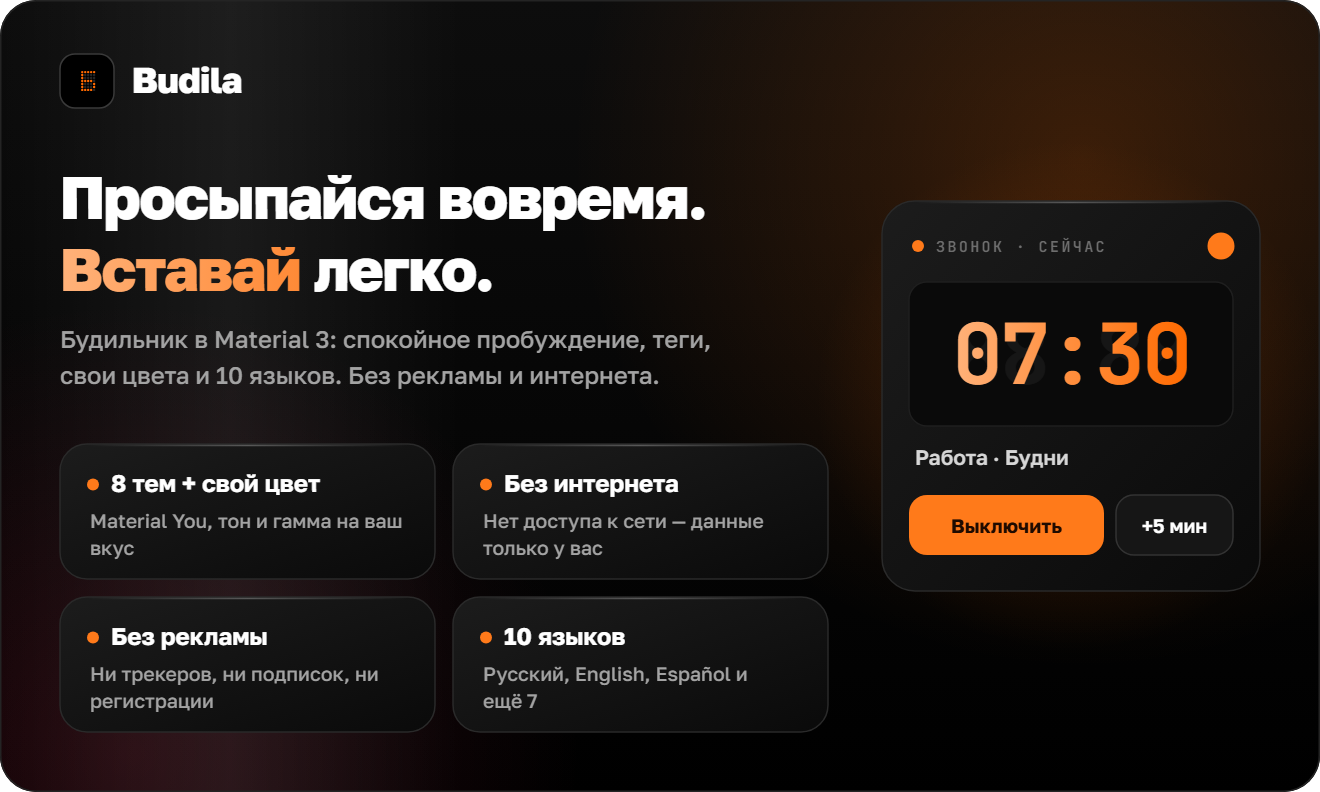 Б
Budila
Просыпайся вовремя.
Вставай легко.
Будильник в Material 3: спокойное пробуждение, теги,
свои цвета и 10 языков. Без рекламы и интернета.
8 тем + свой цвет
Material You, тон и гамма на ваш
вкус
Без интернета
Нет доступа к сети — данные
только у вас
Без рекламы
Ни трекеров, ни подписок, ни
регистрации
10 языков
Русский, English, Español и
ещё 7
ЗВОНОК · СЕЙЧАС
07:30
Работа · Будни
Выключить
+5 мин